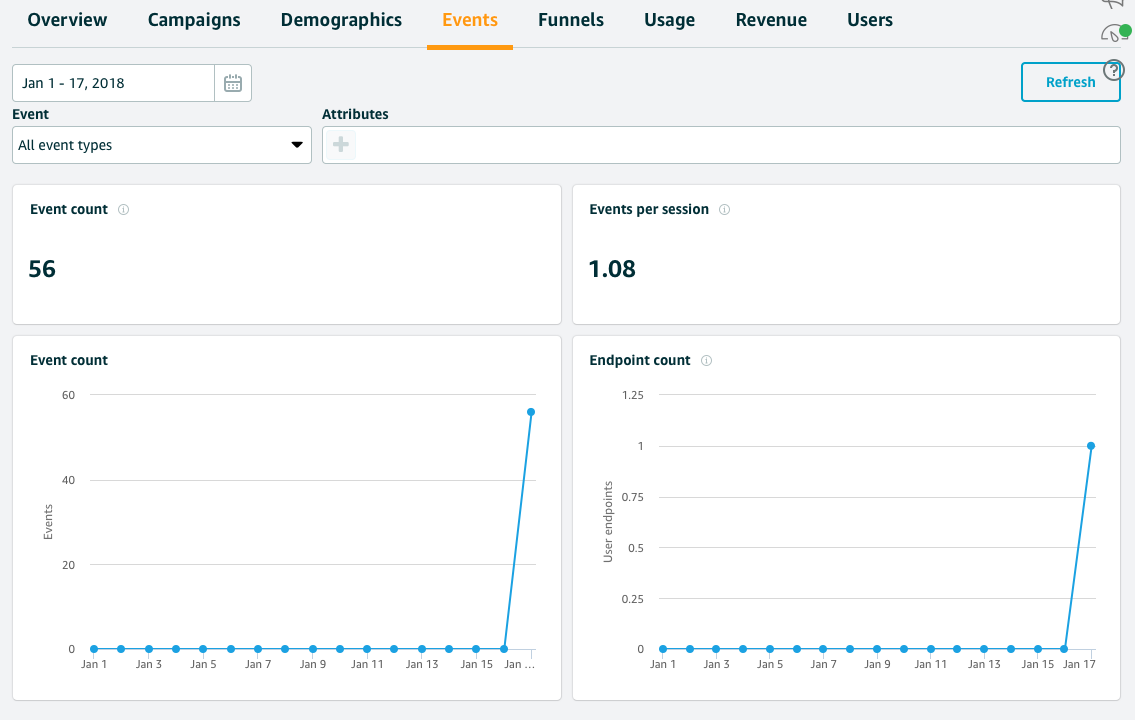 Overview Campaigns Demographics Events Funnels Usage Revenue Users
Jan 1 - 17, 2018
Refresh
?
Event
Attributes
All event types
Event count
56
Events per session
1.08
Event count
60
40
20
0
Events
Jan 1 Jan 3 Jan 5 Jan 7 Jan 9 Jan 11 Jan 13 Jan 15 Jan ...
Endpoint count
1.25
1
0.75
0.5
0.25
0
User endpoints
Jan 1 Jan 3 Jan 5 Jan 7 Jan 9 Jan 11 Jan 13 Jan 15 Jan 17